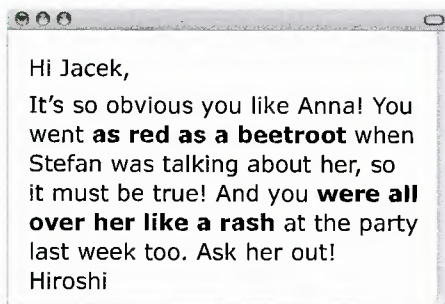 Hi Jacek,
It's so obvious you like Anna! You
went as red as a beetroot when
Stefan was talking about her, so
it must be true! And you were all
over her like a rash at the party
last week too. Ask her out!
Hiroshi